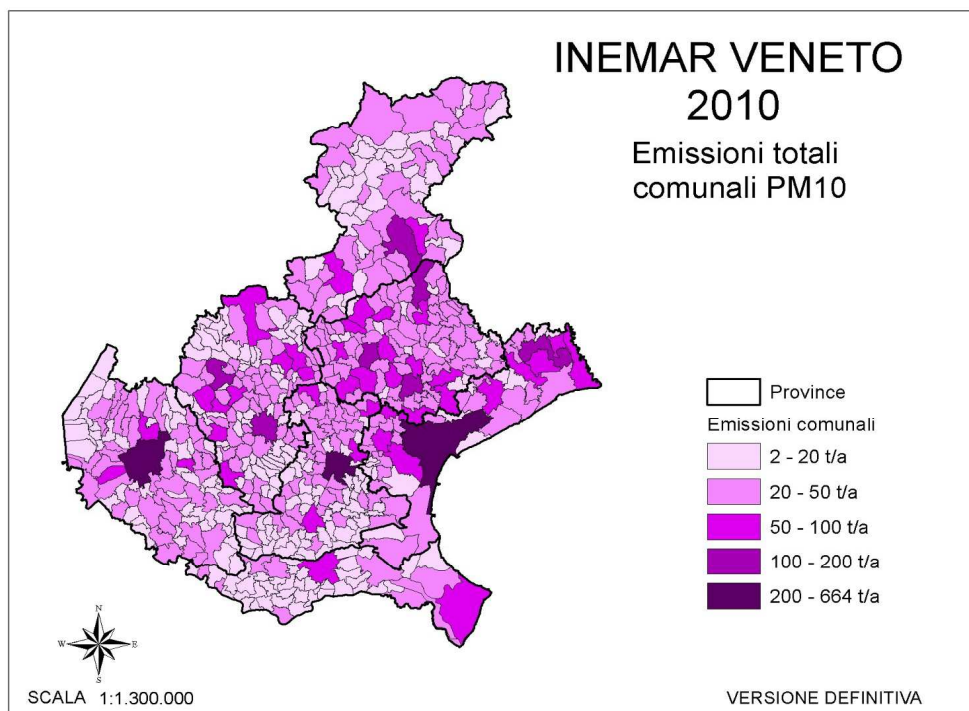 INEMAR VENETO
2010
Emissioni totali
comunali PM10
Province
Emissioni comunali
2 - 20 t/a
20 - 50 t/a
50 - 100 t/a
100 - 200 t/a
200 - 664 t/a
N
W E
S
SCALA 1:1.300.000
VERSIONE DEFINITIVA